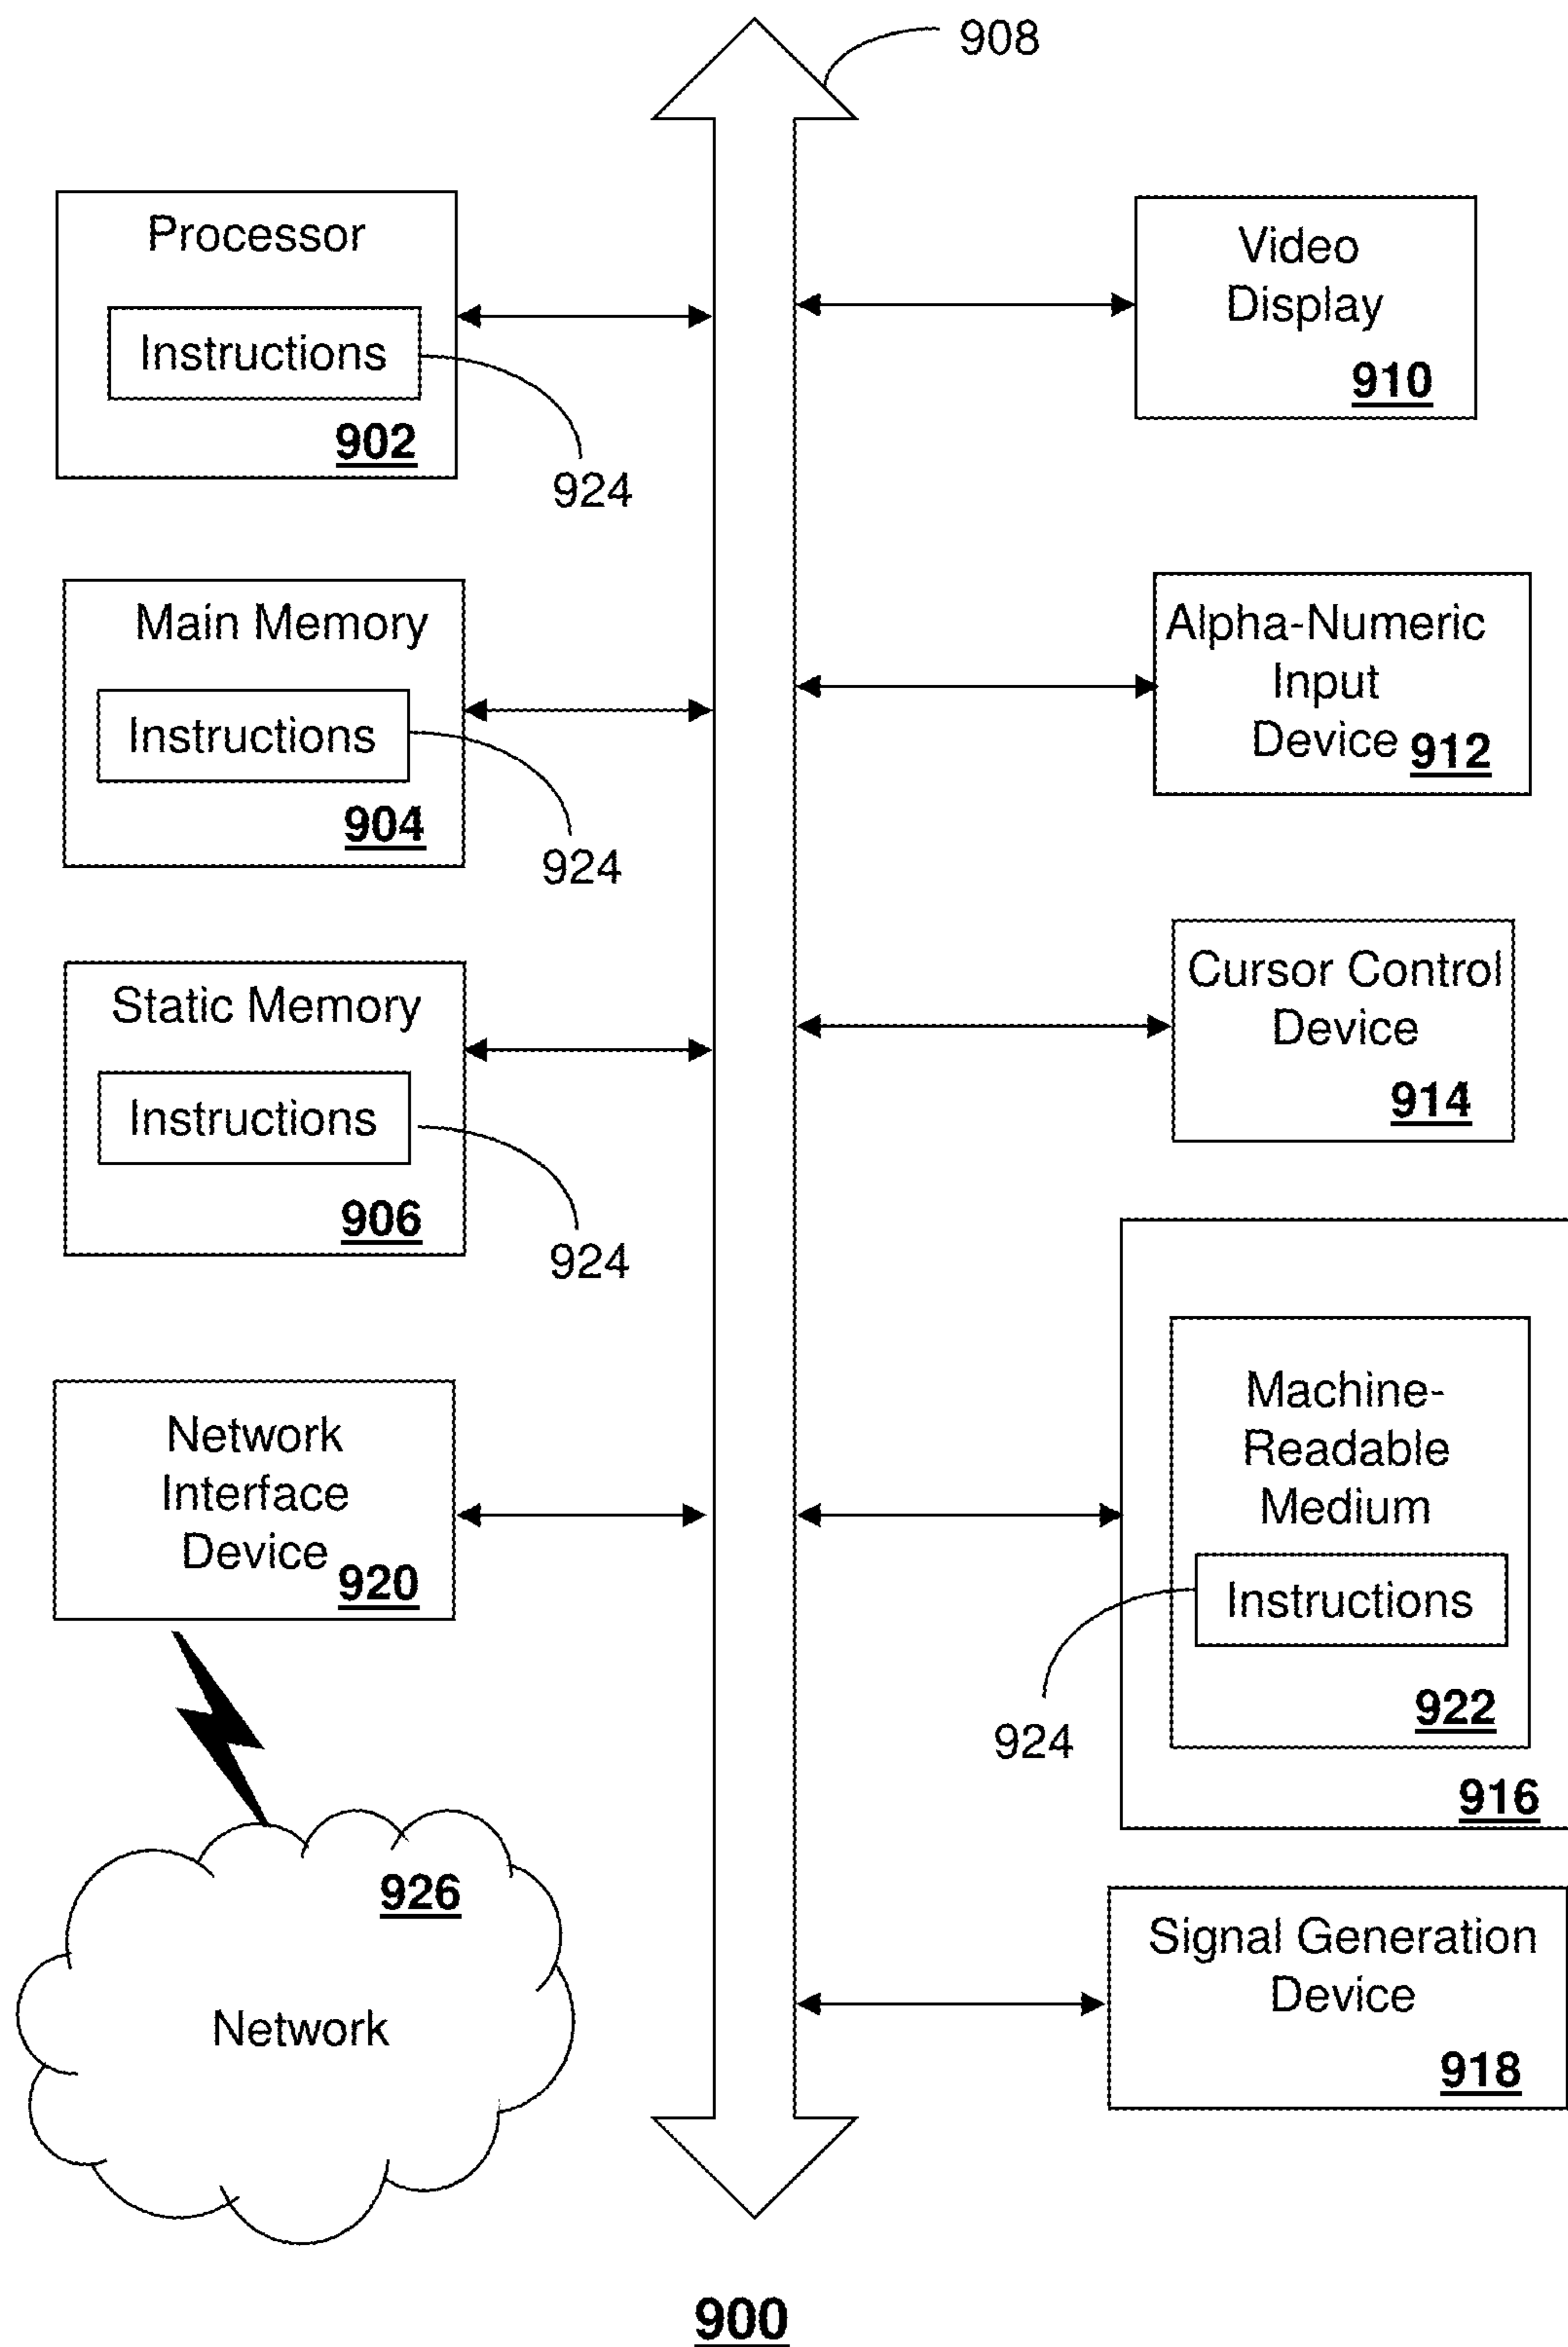 908
Processor
Instructions
902
924
Main Memory
Instructions
904
924
Static Memory
Instructions
906
924
Network
Interface
Device
920
926
Network
Video
Display
910
Alpha-Numeric
Input
Device
912
Cursor Control
Device
914
Machine-
Readable
Medium
Instructions
922
924
916
Signal Generation
Device
918
900